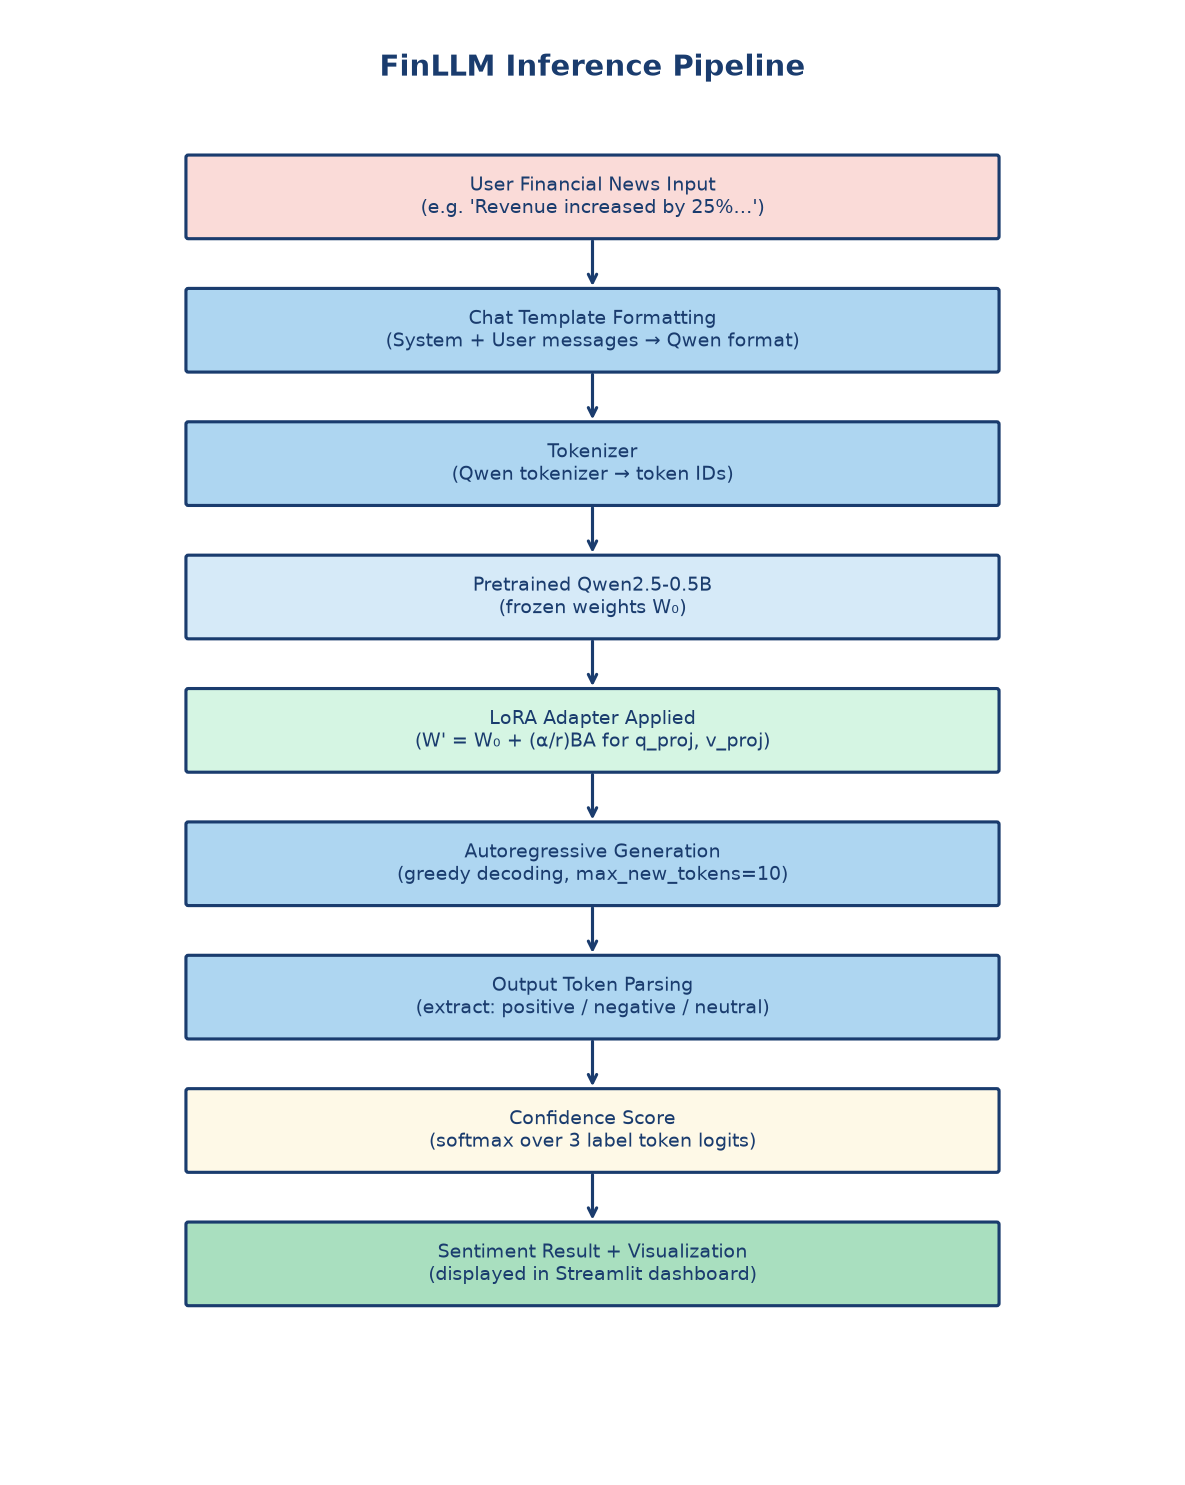 FinLLM Inference Pipeline
User Financial News Input
(e.g. 'Revenue increased by 25%...')
Chat Template Formatting
(System + User messages → Qwen format)
Tokenizer
(Qwen tokenizer → token IDs)
Pretrained Qwen2.5-0.5B
(frozen weights W₀)
LoRA Adapter Applied
(W' = W₀ + (α/r)BA for q_proj, v_proj)
Autoregressive Generation
(greedy decoding, max_new_tokens=10)
Output Token Parsing
(extract: positive / negative / neutral)
Confidence Score
(softmax over 3 label token logits)
Sentiment Result + Visualization
(displayed in Streamlit dashboard)